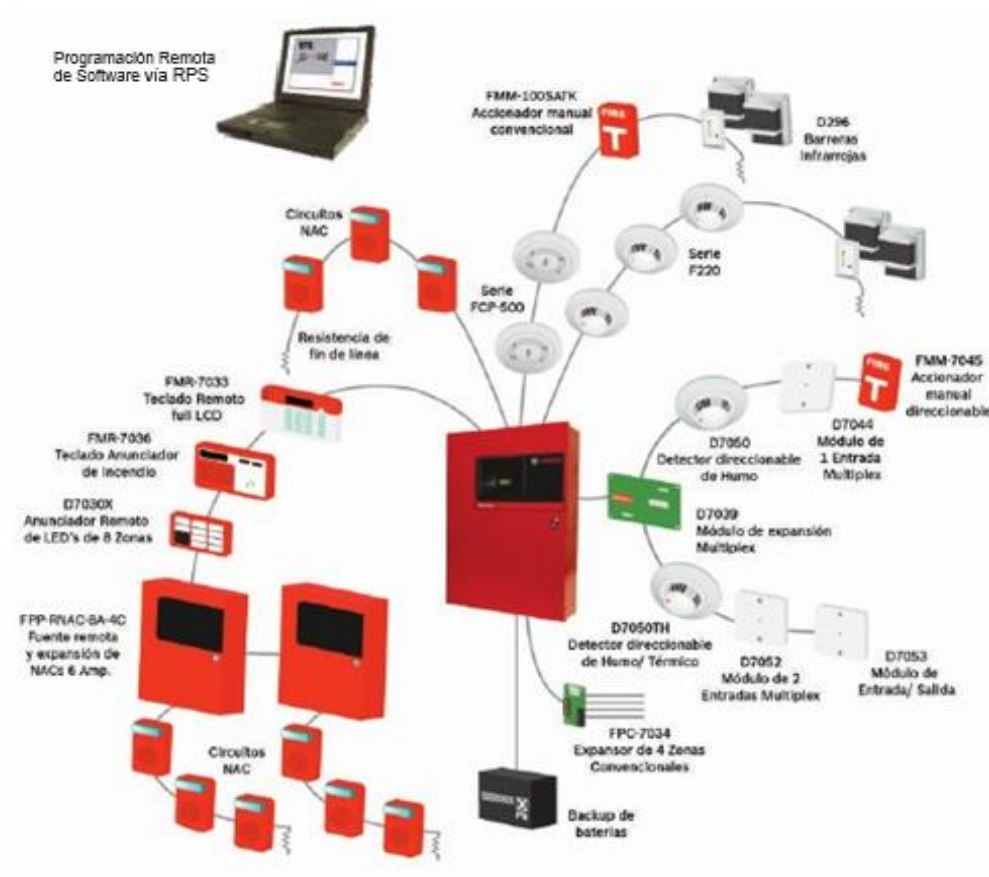 Programación Remota
de Software vía RPS
FMM-100SATK
Accionador manual
convencional
FIRE
T
D296
Barreras
Infrarrojas
Circuitos
NAC
Serie
F220
Serie
FCP-500
Resistencia de
fin de línea
FMM-7045
Accionador
manual
direccionable
FIRE
T
FMR-7033
Teclado Remoto
full LCD
D7044
Módulo de
1 Entrada
Multiplex
D7050
Detector direccionable
de Humo
FMR-7036
Teclado Anunciador
de Incendio
D7039
Módulo de expansión
Multiplex
D7030X
Anunciador Remoto
de LED's de 8 Zonas
FPP-RNAC-8A-4C
Fuente remota
y expansión de
NACs 6 Amp.
D7050TH
Detector direccionable
de Humo/ Térmico
D7052
Módulo de 2
Entradas Multiplex
D7053
Módulo de
Entrada/ Salida
FPC-7034
Expansor de 4 Zonas
Convencionales
Circuitos
NAC
Backup de
baterias